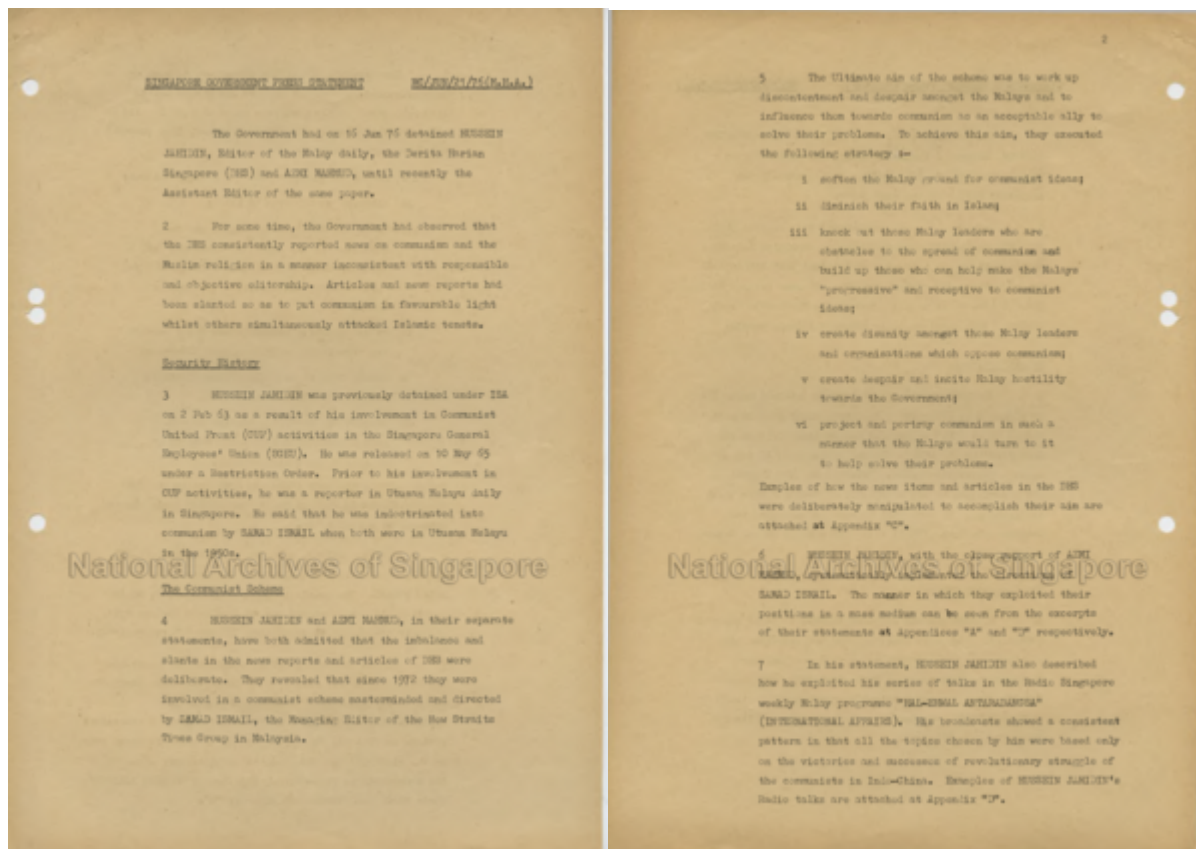 SINGAPORE GOVERNMENT PRESS STATEMENT MC/JUN/21/76(M.H.A.)
The Government had on 16 Jun 76 detained HUSSEIN
JAHIDIN, Editor of the Malay daily, the Berita Harian
Singapore (BHS) and AZMI MAHMUD, until recently the
Assistant Editor of the same paper.
2 For some time, the Government had observed that
the BHS consistently reported news on communism and the
Muslim religion in a manner inconsistent with responsible
and objective editorship. Articles and news reports had
been slanted so as to put communism in favourable light
whilst others simultaneously attacked Islamic tenets.
Security History
3 HUSSEIN JAHIDIN was previously detained under ISA
on 2 Feb 63 as a result of his involvement in Communist
United Front (CUF) activities in the Singapore General
Employees' Union (SGEU). He was released on 10 May 65
under a Restriction Order. Prior to his involvement in
CUF activities, he was a reporter in Utusan Melayu daily
in Singapore. He said that he was indoctrinated into
communism by SAMAD ISMAIL when both were in Utusan Melayu
in the 1950s.
The Communist Scheme
4 HUSSEIN JAHIDIN and AZMI MAHMUD, in their separate
statements, have both admitted that the imbalance and
slants in the news reports and articles of BHS were
deliberate. They revealed that since 1972 they were
involved in a communist scheme masterminded and directed
by SAMAD ISMAIL, the Managing Editor of the New Straits
Times Group in Malaysia.
National Archives of Singapore
2
5 The Ultimate aim of the scheme was to work up
discontentment and despair amongst the Malays and to
influence them towards communism as an acceptable ally to
solve their problems. To achieve this aim, they executed
the following strategy :-
i soften the Malay ground for communist ideas;
ii diminish their faith in Islam;
iii knock out those Malay leaders who are
obstacles to the spread of communism and
build up those who can help make the Malays
"progressive" and receptive to communist
ideas;
iv create disunity amongst those Malay leaders
and organisations which oppose communism;
v create despair and incite Malay hostility
towards the Government;
vi project and portray communism in such a
manner that the Malays would turn to it
to help solve their problems.
Examples of how the news items and articles in the BHS
were deliberately manipulated to accomplish their aim are
attached at Appendix "C".
6 HUSSEIN JAHIDIN, with the close support of AZMI
MAHMUD, systematically implemented the directions of
SAMAD ISMAIL. The manner in which they exploited their
positions in a mass medium can be seen from the excerpts
of their statements at Appendices "A" and "B" respectively.
7 In his statement, HUSSEIN JAHIDIN also described
how he exploited his series of talks in the Radio Singapore
weekly Malay programme "HAL-EHWAL ANTARABANGSA"
(INTERNATIONAL AFFAIRS). His broadcasts showed a consistent
pattern in that all the topics chosen by him were based only
on the victories and successes of revolutionary struggle of
the communists in Indo-China. Examples of HUSSEIN JAHIDIN's
Radio talks are attached at Appendix "D".
National Archives of Singapore